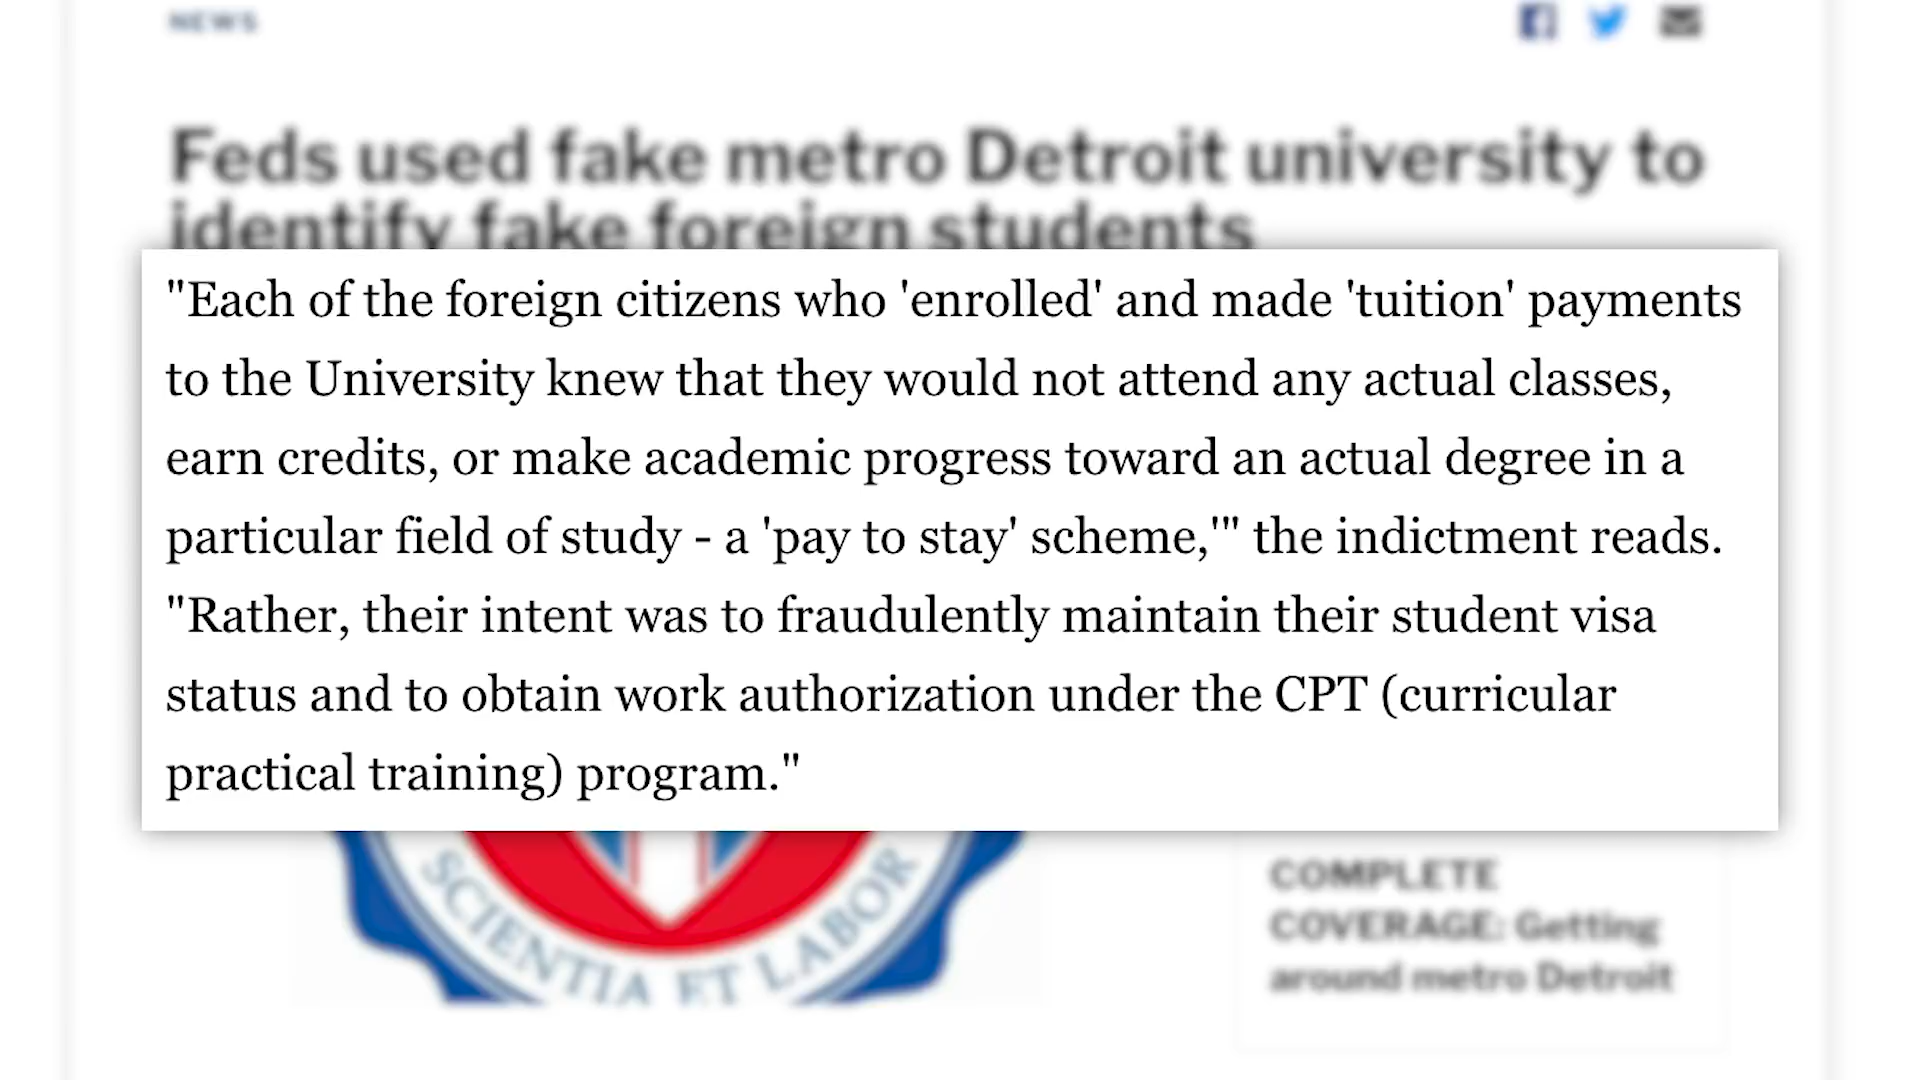 NEWS
Feds used fake metro Detroit university to
identify fake foreign students
"Each of the foreign citizens who 'enrolled' and made 'tuition' payments
to the University knew that they would not attend any actual classes,
earn credits, or make academic progress toward an actual degree in a
particular field of study - a 'pay to stay' scheme,'" the indictment reads.
"Rather, their intent was to fraudulently maintain their student visa
status and to obtain work authorization under the CPT (curricular
practical training) program."
SCIENTIA ET LABOR
COMPLETE
COVERAGE: Getting
around metro Detroit